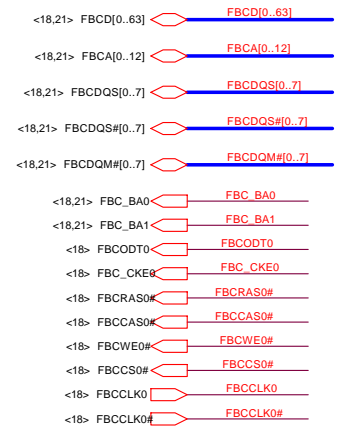 <18,21> FBCD[0..63] FBCD[0..63]
<18,21> FBCA[0..12] FBCA[0..12]
<18,21> FBCDQS[0..7] FBCDQS[0..7]
<18,21> FBCDQS#[0..7] FBCDQS#[0..7]
<18,21> FBCDQM#[0..7] FBCDQM#[0..7]
<18,21> FBC_BA0 FBC_BA0
<18,21> FBC_BA1 FBC_BA1
<18> FBCODT0 FBCODT0
<18> FBC_CKE0 FBC_CKE0
<18> FBCRAS0# FBCRAS0#
<18> FBCCAS0# FBCCAS0#
<18> FBCWE0# FBCWE0#
<18> FBCCS0# FBCCS0#
<18> FBCCLK0 FBCCLK0
<18> FBCCLK0# FBCCLK0#